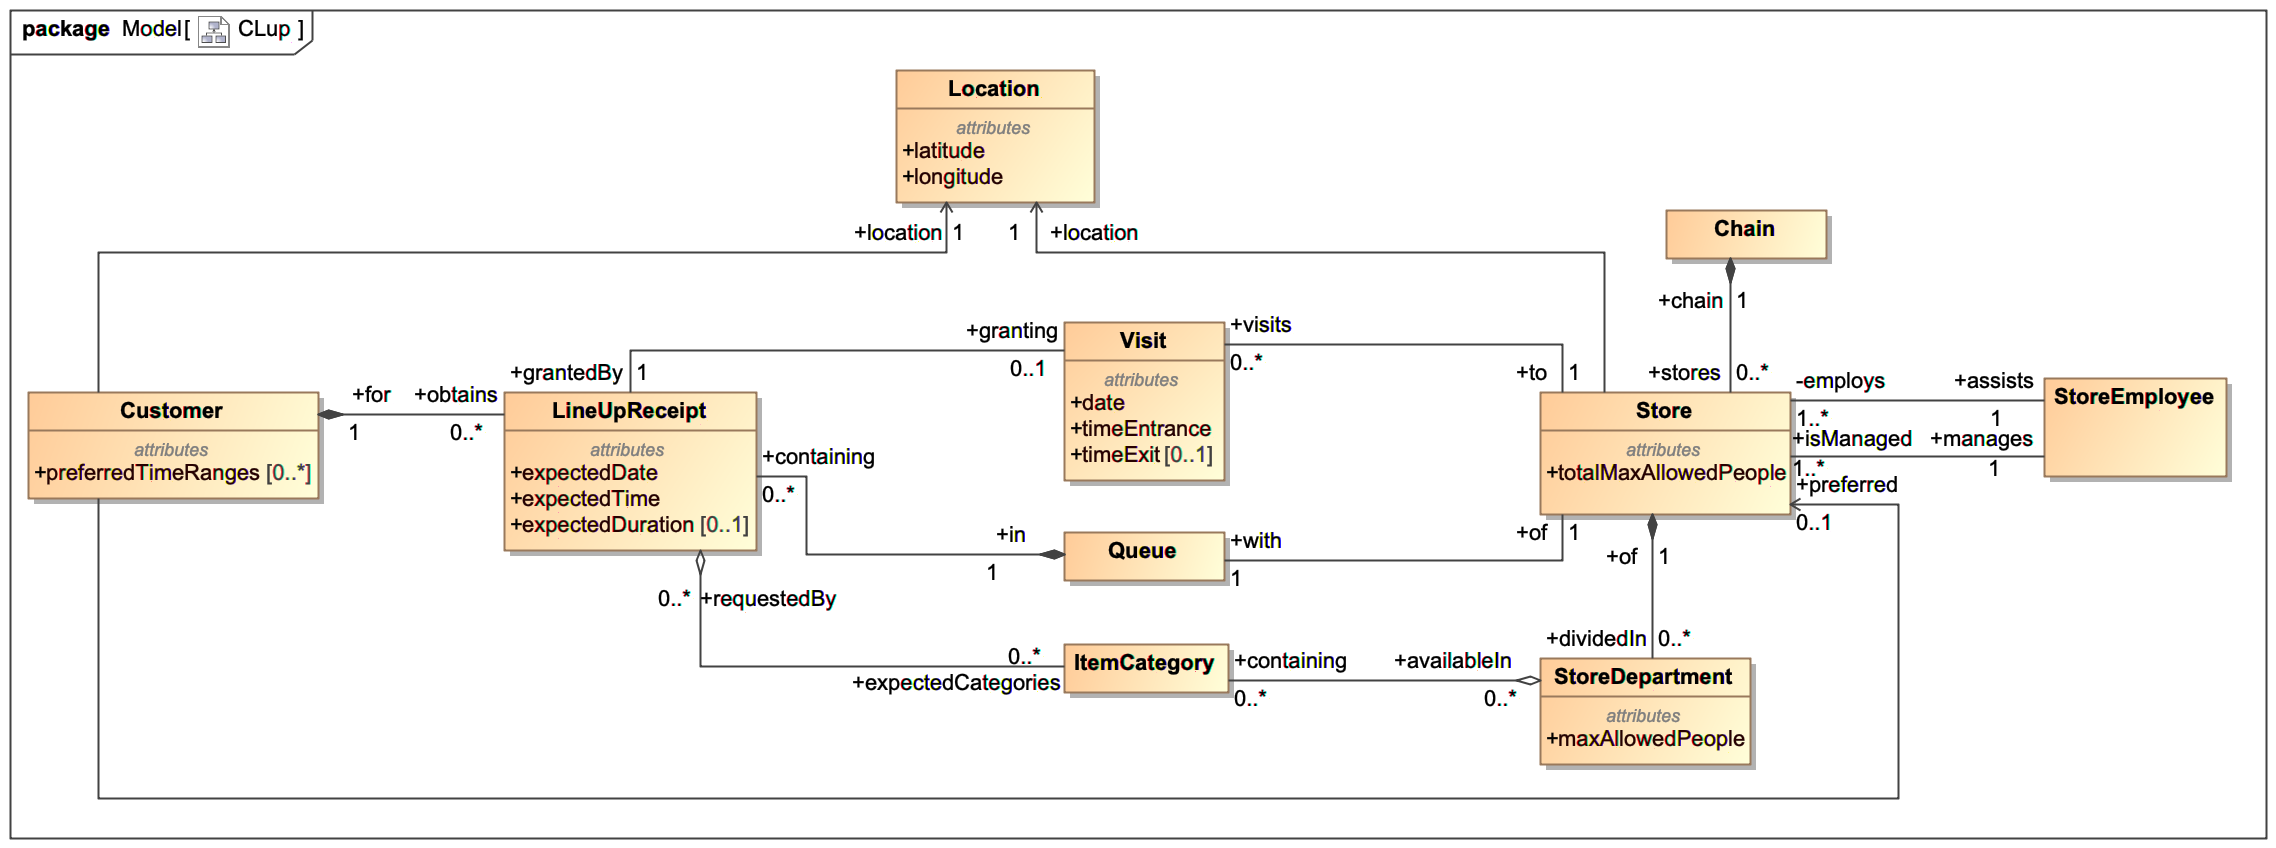 package Model[ CLup ]
Location
attributes
+latitude
+longitude
+location 1
1 +location
Chain
+chain 1
+stores 0..*
+granting
0..1
Visit
attributes
+date
+timeEntrance
+timeExit [0..1]
+visits
0..*
+to 1
+grantedBy 1
Customer
attributes
+preferredTimeRanges [0..*]
+for
1
+obtains
0..*
LineUpReceipt
attributes
+expectedDate
+expectedTime
+expectedDuration [0..1]
+containing
0..*
Store
attributes
+totalMaxAllowedPeople
-employs
1..*
+assists
1
+isManaged
1..*
+manages
1
StoreEmployee
+preferred
0..1
+in
1
Queue
+with
1
+of 1
+of 1
0..* +requestedBy
0..*
+expectedCategories
ItemCategory
+containing
0..*
+availableIn
0..*
+dividedIn 0..*
StoreDepartment
attributes
+maxAllowedPeople